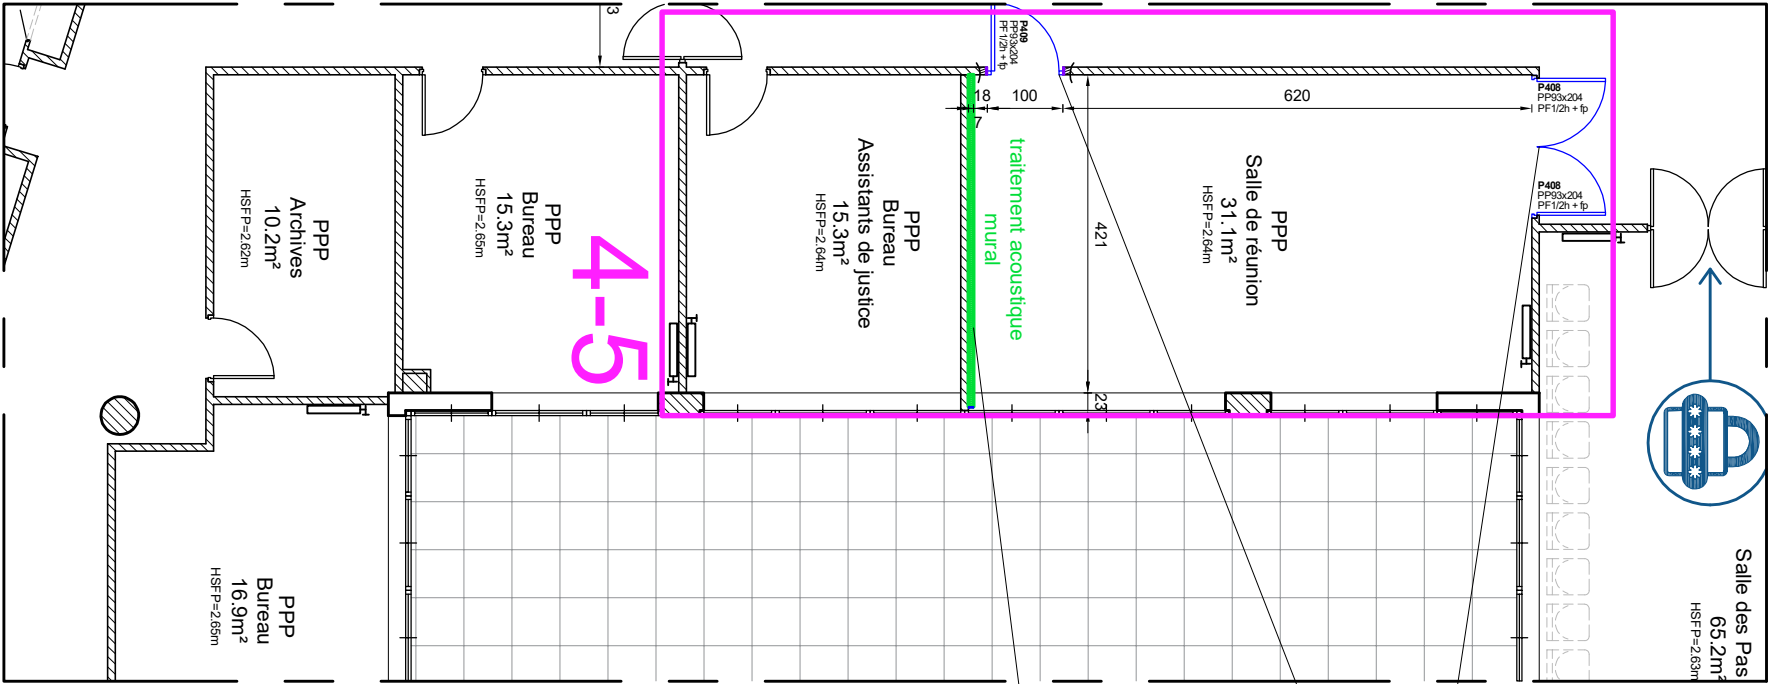 3
P409
PP93x204
PF1/2h + fp
P408
PP93x204
PF1/2h + fp
P408
PP93x204
PF1/2h + fp
18
100
620
7
421
23
traitement acoustique
mural
PPP
Salle de réunion
31.1m²
HSFP=2.64m
PPP
Bureau
Assistants de justice
15.3m²
HSFP=2.64m
4-5
PPP
Bureau
15.3m²
HSFP=2.65m
PPP
Archives
10.2m²
HSFP=2.62m
PPP
Bureau
16.9m²
HSFP=2.65m
Salle des Pas
65.2m²
HSFP=2.63m